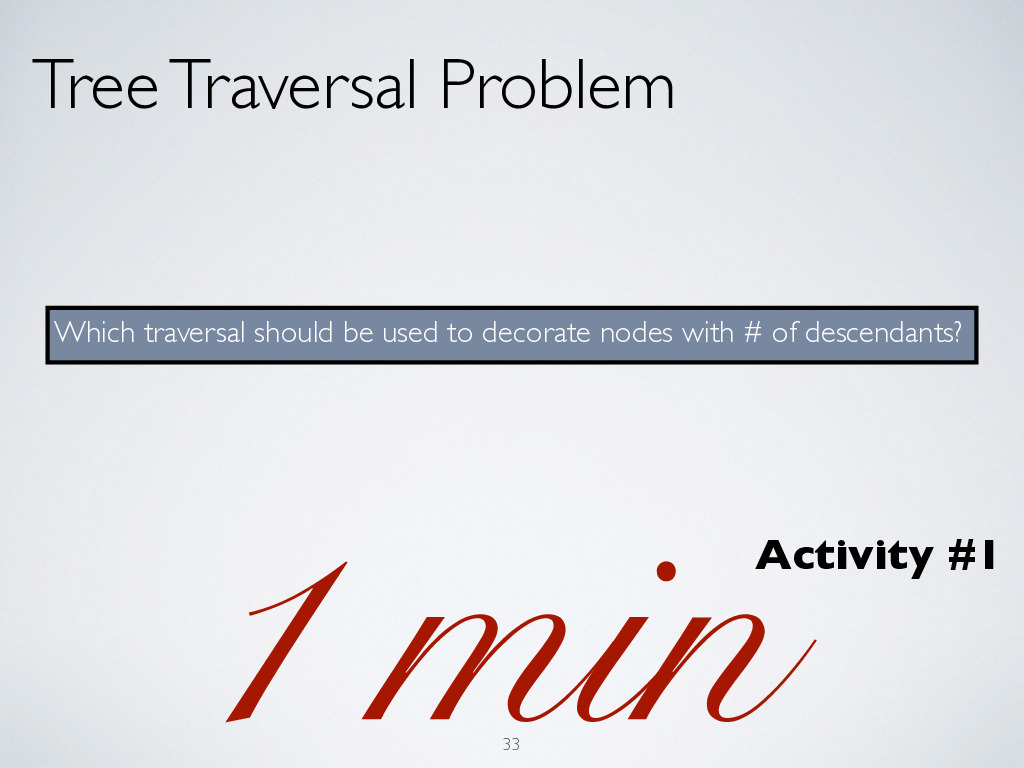 Tree Traversal Problem
Which traversal should be used to decorate nodes with # of descendants?
Activity #1
1 min
33